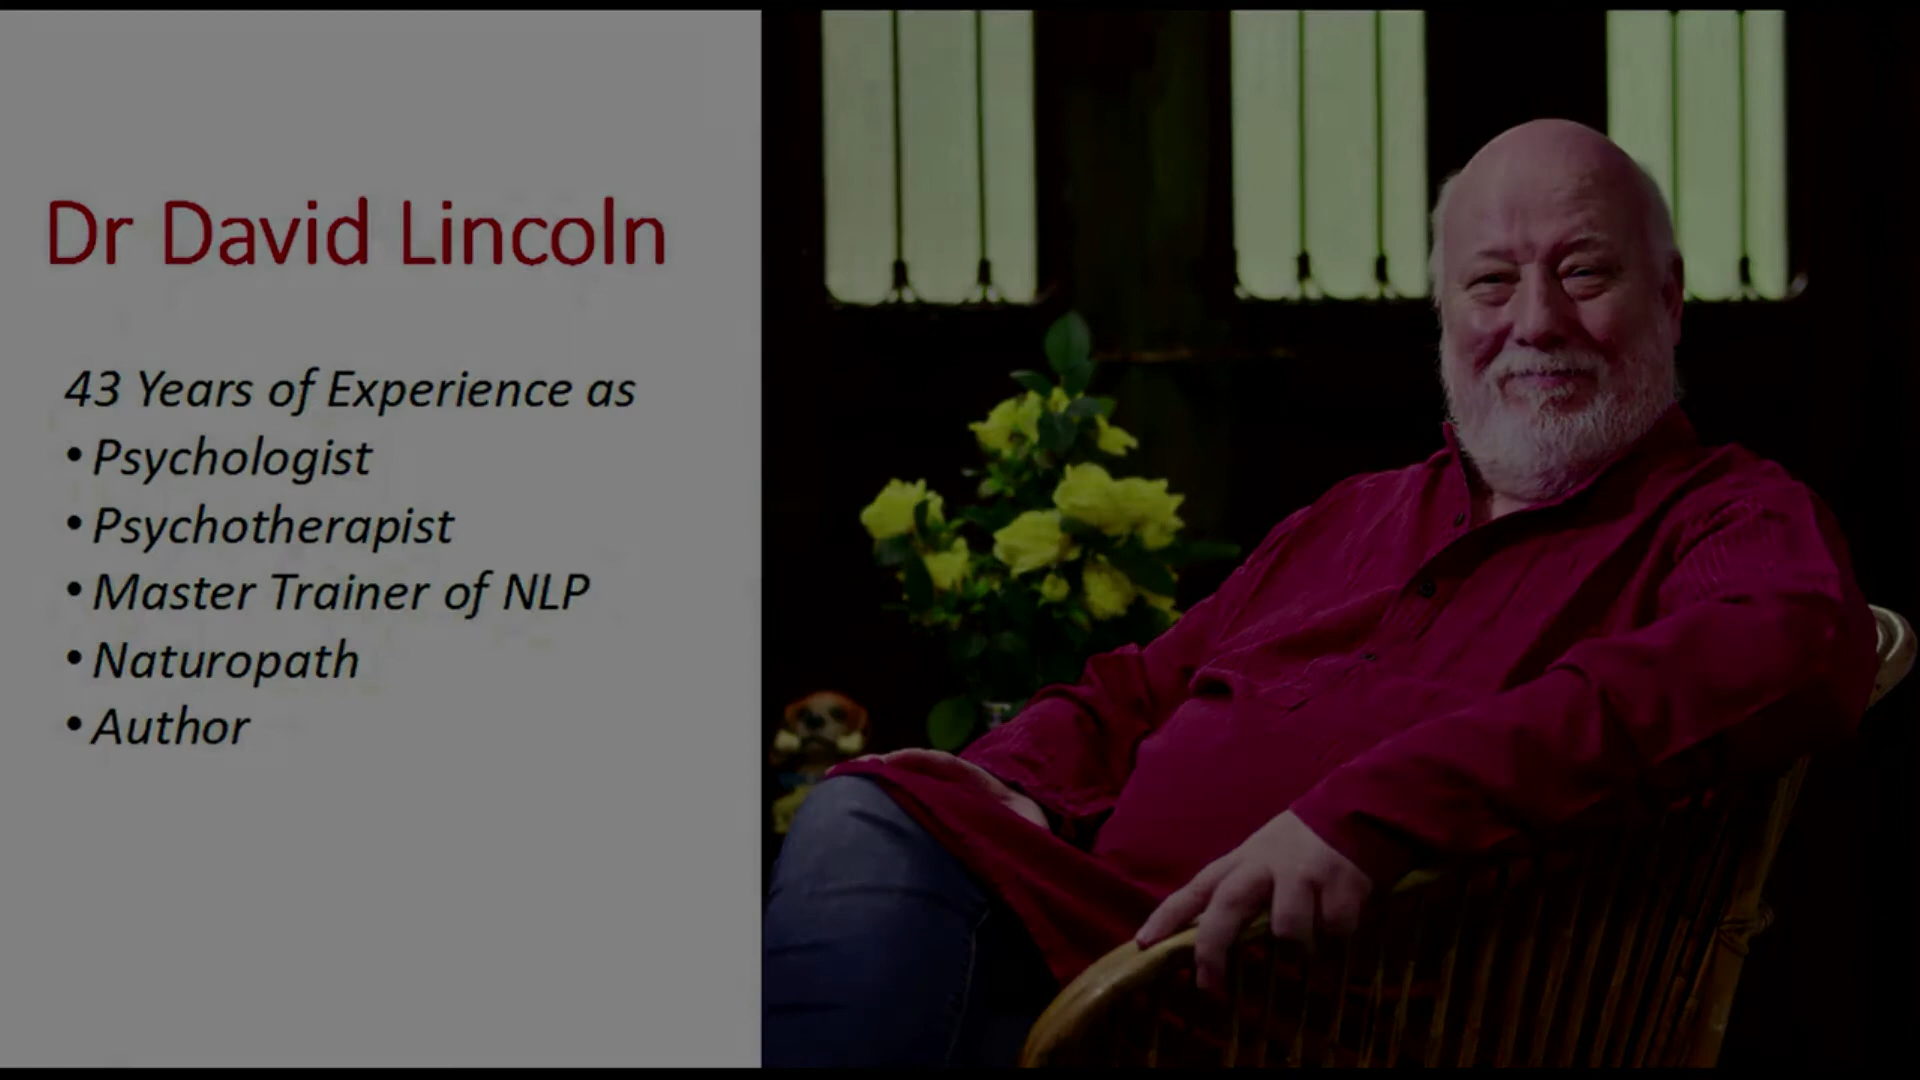 Dr David Lincoln
43 Years of Experience as
• Psychologist
• Psychotherapist
• Master Trainer of NLP
• Naturopath
• Author